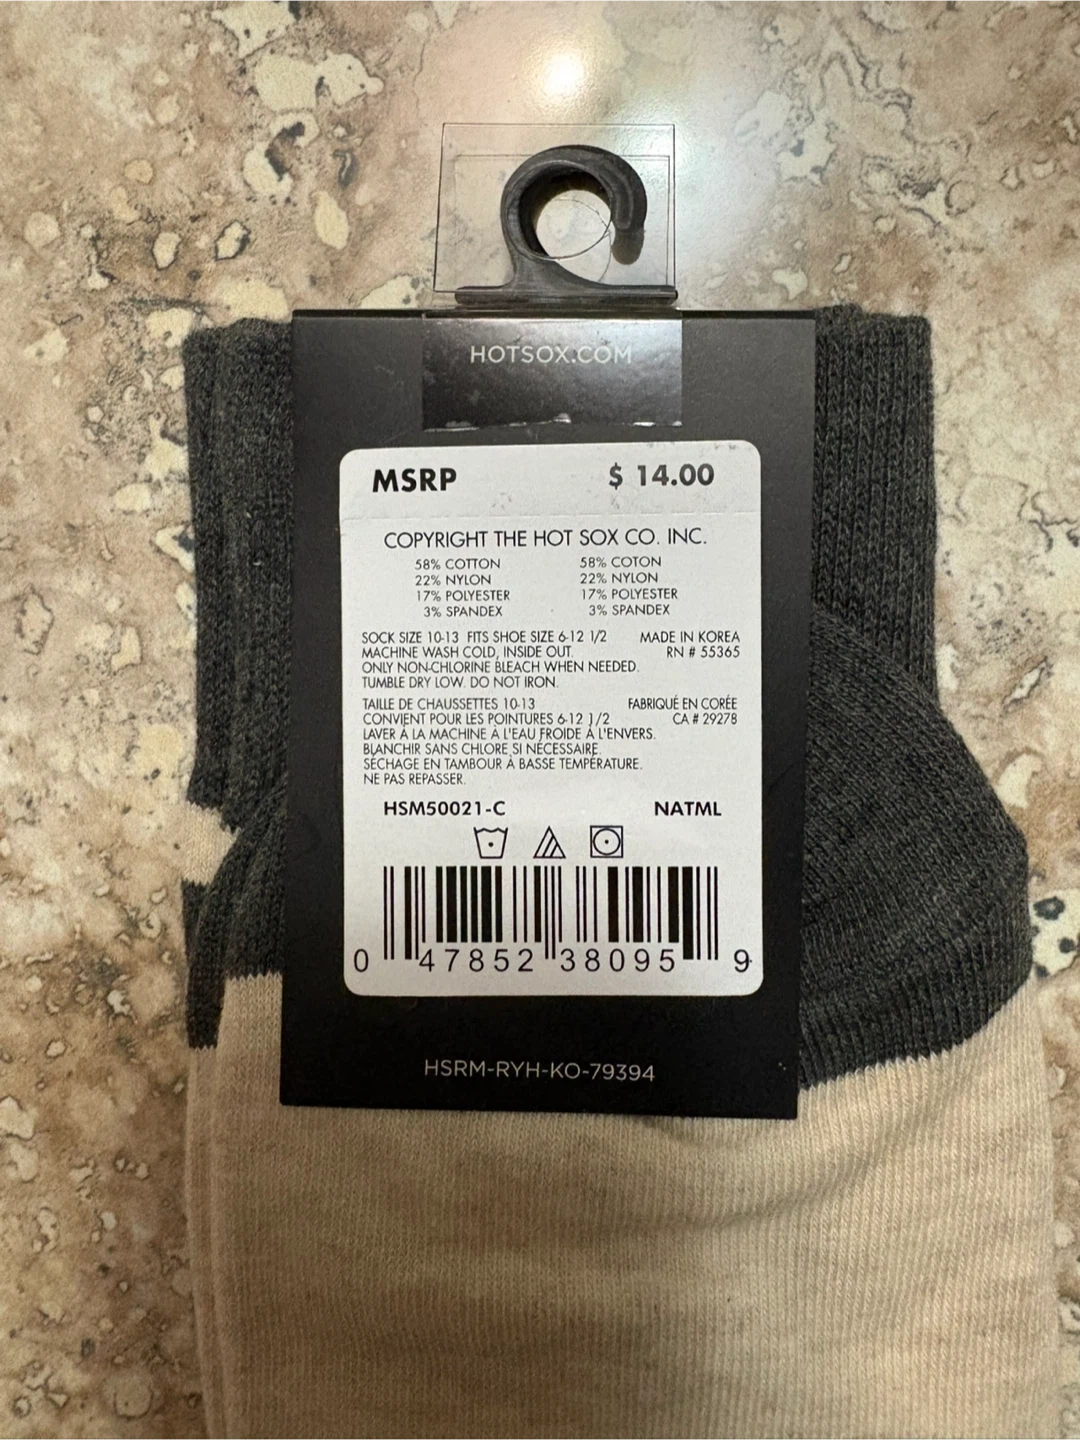 HOTSOX.COM
MSRP $ 14.00
COPYRIGHT THE HOT SOX CO. INC.
58% COTTON 58% COTON
22% NYLON 22% NYLON
17% POLYESTER 17% POLYESTER
3% SPANDEX 3% SPANDEX
SOCK SIZE 10-13 FITS SHOE SIZE 6-12 1/2 MADE IN KOREA
MACHINE WASH COLD, INSIDE OUT. RN # 55365
ONLY NON-CHLORINE BLEACH WHEN NEEDED.
TUMBLE DRY LOW. DO NOT IRON.
TAILLE DE CHAUSSETTES 10-13 FABRIQUÉ EN CORÉE
CONVIENT POUR LES POINTURES 6-12 1/2 CA # 29278
LAVER À LA MACHINE À L'EAU FROIDE À L'ENVERS.
BLANCHIR SANS CHLORE SI NÉCESSAIRE.
SÉCHAGE EN TAMBOUR À BASSE TEMPÉRATURE.
NE PAS REPASSER.
HSM50021-C NATML
0 47852 38095 9
HSRM-RYH-KO-79394